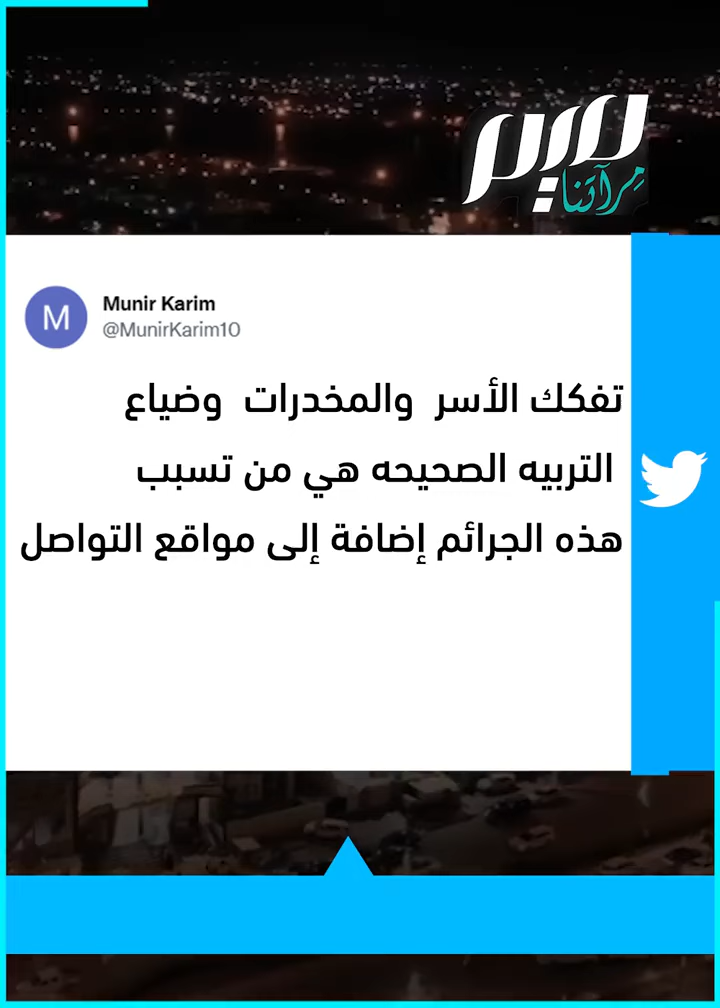 مرآتنا
M
Munir Karim
@MunirKarim10
تفكك الأسر والمخدرات وضياع
التربيه الصحيحه هي من تسبب
هذه الجرائم إضافة إلى مواقع التواصل